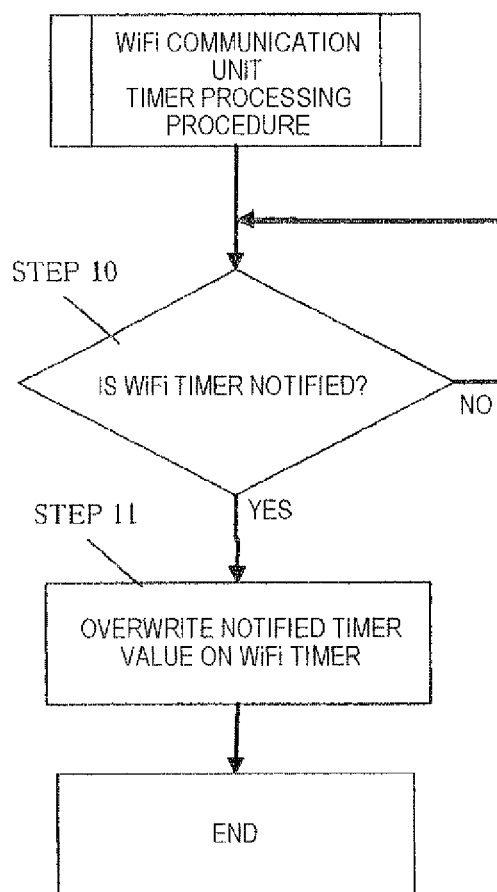 WiFi COMMUNICATION
UNIT
TIMER PROCESSING
PROCEDURE
STEP 10
IS WiFi TIMER NOTIFIED?
NO
YES
STEP 11
OVERWRITE NOTIFIED TIMER
VALUE ON WiFi TIMER
END